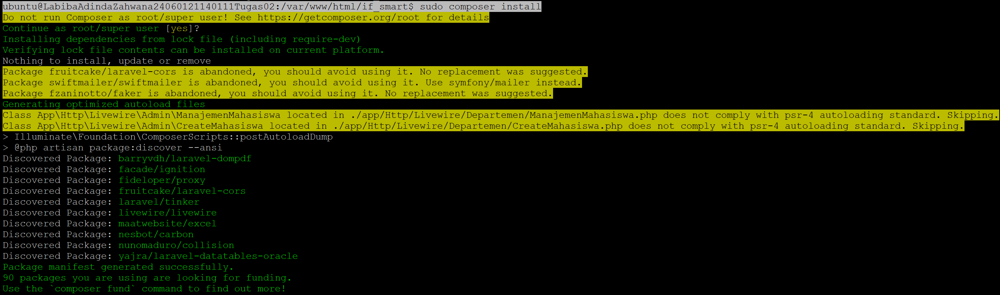 ubuntu@LabibaAdindaZahwana24060121140111Tugas02:/var/www/html/if_smart$ sudo composer install
Do not run Composer as root/super user! See https://getcomposer.org/root for details
Continue as root/super user [yes]?
Installing dependencies from lock file (including require-dev)
Verifying lock file contents can be installed on current platform.
Nothing to install, update or remove
Package fruitcake/laravel-cors is abandoned, you should avoid using it. No replacement was suggested.
Package swiftmailer/swiftmailer is abandoned, you should avoid using it. Use symfony/mailer instead.
Package fzaninotto/faker is abandoned, you should avoid using it. No replacement was suggested.
Generating optimized autoload files
Class App\Http\Livewire\Admin\ManajemenMahasiswa located in ./app/Http/Livewire/Departemen/ManajemenMahasiswa.php does not comply with psr-4 autoloading standard. Skipping.
Class App\Http\Livewire\Admin\CreateMahasiswa located in ./app/Http/Livewire/Departemen/CreateMahasiswa.php does not comply with psr-4 autoloading standard. Skipping.
> Illuminate\Foundation\ComposerScripts::postAutoloadDump
> @php artisan package:discover --ansi
Discovered Package: barryvdh/laravel-dompdf
Discovered Package: facade/ignition
Discovered Package: fideloper/proxy
Discovered Package: fruitcake/laravel-cors
Discovered Package: laravel/tinker
Discovered Package: livewire/livewire
Discovered Package: maatwebsite/excel
Discovered Package: nesbot/carbon
Discovered Package: nunomaduro/collision
Discovered Package: yajra/laravel-datatables-oracle
Package manifest generated successfully.
90 packages you are using are looking for funding.
Use the `composer fund` command to find out more!